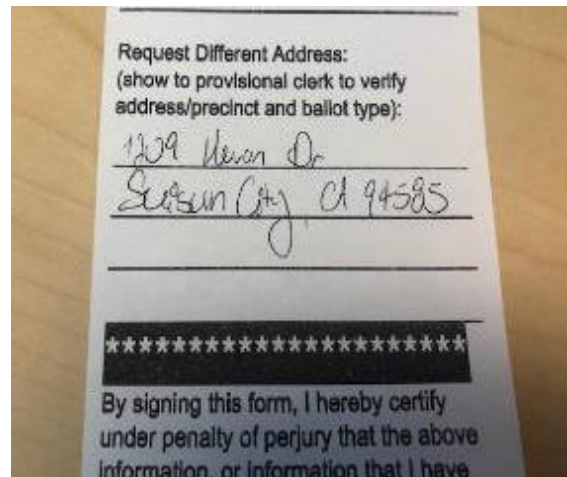 Request Different Address:
(show to provisional clerk to verify
address/precinct and ballot type):
1209 Dr
Suisun City, CA 94585
*********************
By signing this form, I hereby certify
under penalty of perjury that the above
information, or information that I have